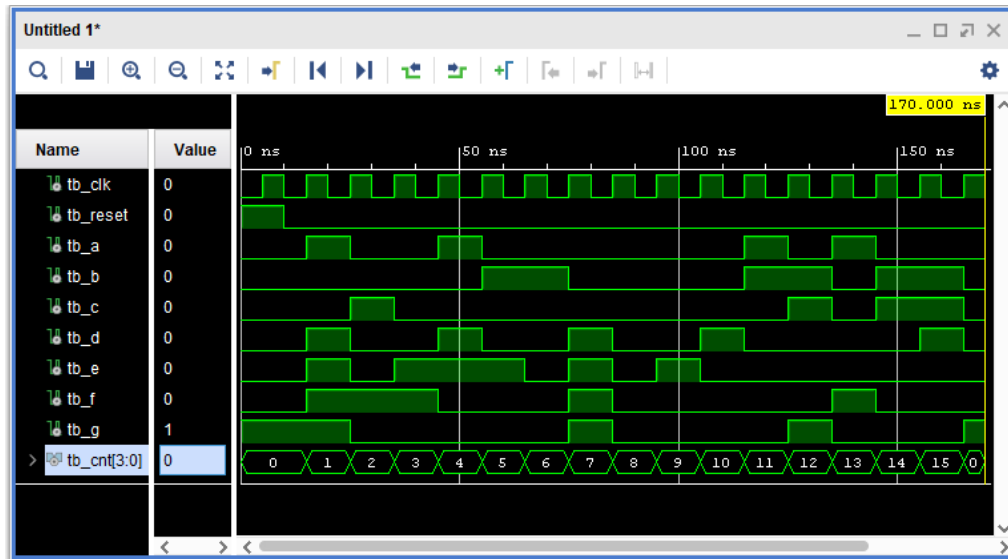 Untitled 1*
170.000 ns
Name Value
0 ns 50 ns 100 ns 150 ns
tb_clk 0
tb_reset 0
tb_a 0
tb_b 0
tb_c 0
tb_d 0
tb_e 0
tb_f 0
tb_g 1
tb_cnt[3:0] 0 0 1 2 3 4 5 6 7 8 9 10 11 12 13 14 15 0